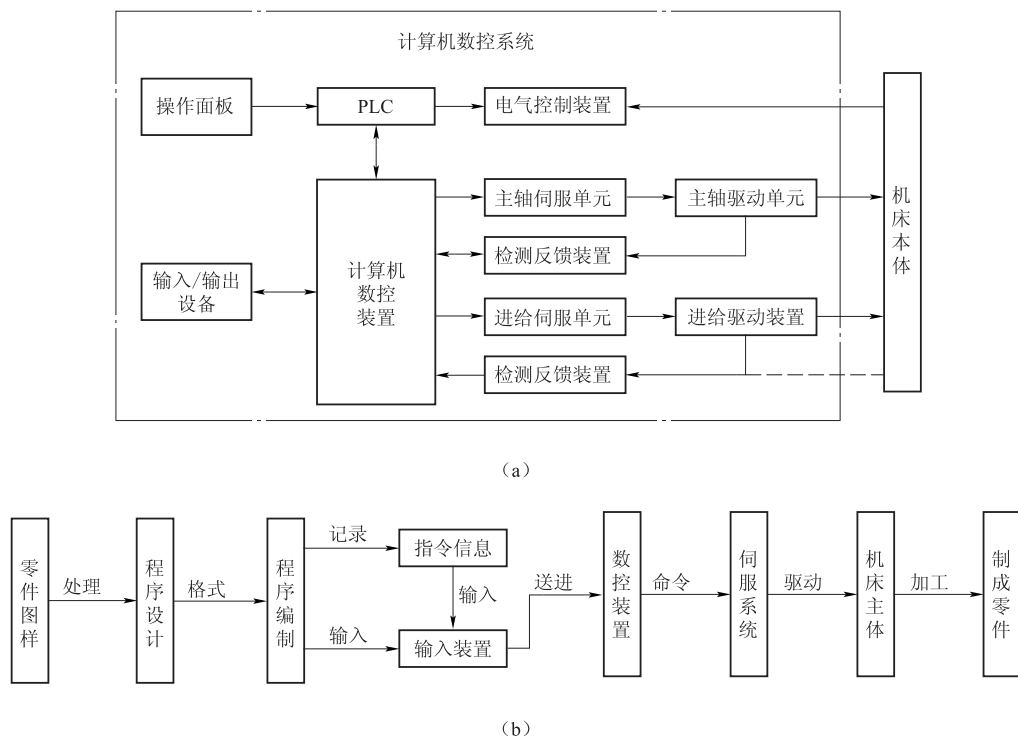 计算机数控系统
操作面板
PLC
电气控制装置
主轴伺服单元
主轴驱动单元
检测反馈装置
输入/输出
设备
计算机
数控
装置
进给伺服单元
进给驱动装置
检测反馈装置
机床本体
（a）
零件图样
处理
程序设计
格式
程序编制
记录
指令信息
输入
输入
输入装置
送进
数控装置
命令
伺服系统
驱动
机床主体
加工
制成零件
（b）